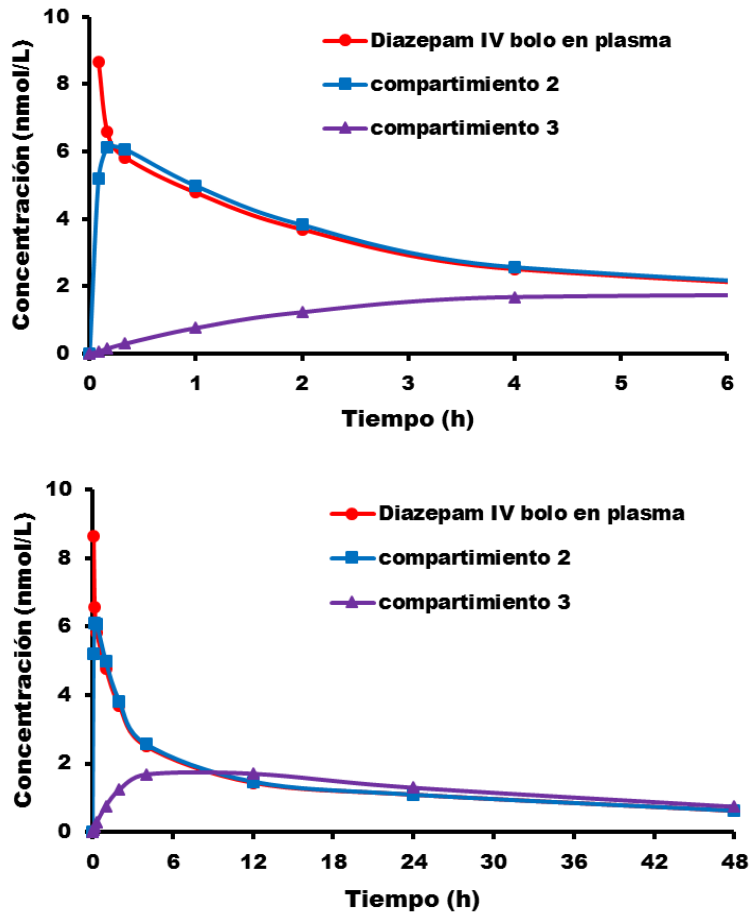 10
8
6
4
2
0
Concentración (nmol/L)
Diazepam IV bolo en plasma
compartimiento 2
compartimiento 3
0 1 2 3 4 5 6
Tiempo (h)
10
8
6
4
2
0
Concentración (nmol/L)
Diazepam IV bolo en plasma
compartimiento 2
compartimiento 3
0 6 12 18 24 30 36 42 48
Tiempo (h)